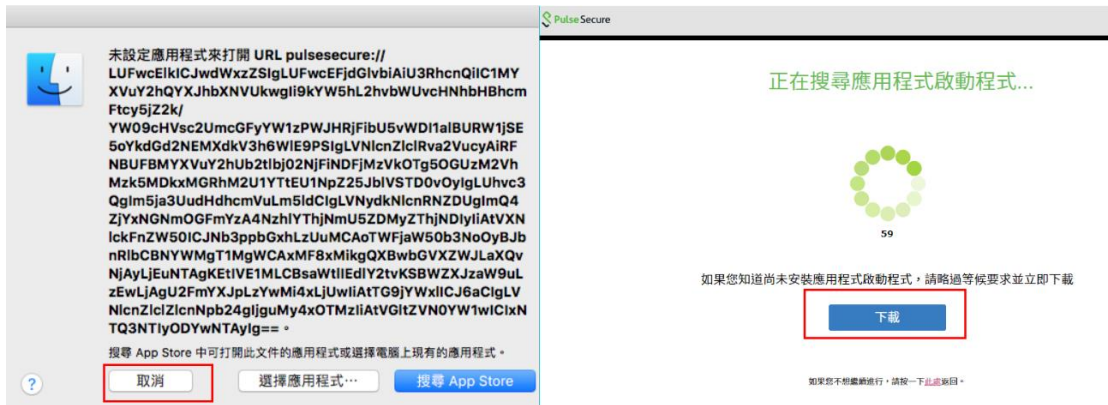 未設定應用程式來打開 URL pulsesecure://
LUFwcElkICJwdWxzZSIgLUFwcEFjdGlvbiAiU3RhcnQiIC1MY
XVuY2hQYXJhbXNVUkwgIi9kYW5hL2hvbWUvcHNhbHBhcm
Ftcy5jZ2k/
YW09cHVsc2UmcGFyYW1zPWJHRjFibU5vWDI1alBURW1jSE
5oYkdGd2NEMXdkV3h6WlE9PSIgLVNlcnZlclRva2VucyAiRF
NBUFBMYXVuY2hUb2tlbj02NjFiNDFjMzVkOTg5OGUzM2Vh
Mzk5MDkxMGRhM2U1YTtEU1NpZ25JblVSTD0vOyIgLUhvc3
QgIm5ja3UudHdhcmVuLm5ldCIgLVNydkNlcnRNZDUgImQ4
ZjYxNGNmOGFmYzA4NzhlYThjNmU5ZDMyZThjNDIyIiAtVXN
lckFnZW50ICJNb3ppbGxhLzUuMCAoTWFjaW50b3NoOyBJb
nRlbCBNYWMgT1MgWCAxMF8xMikgQXBwbGVXZWJLaXQv
NjAyLjEuNTAgKEtIVE1MLCBsaWtlIEdlY2tvKSBWZXJzaW9uL
zEwLjAgU2FmYXJpLzYwMi4xLjUwIiAtTG9jYWxlICJ6aCIgLV
NlcnZlclZlcnNpb24gIjguMy4xOTMzIiAtVGltZVN0YW1wICIxN
TQ3NTIyODYwNTAyIg== 。
搜尋 App Store 中可打開此文件的應用程式或選擇電腦上現有的應用程式。
?
取消
選擇應用程式⋯
搜尋 App Store
Pulse Secure
正在搜尋應用程式啟動程式...
59
如果您知道尚未安裝應用程式啟動程式，請略過等候要求並立即下載
下載
如果您不想繼續進行，請按一下此處返回。